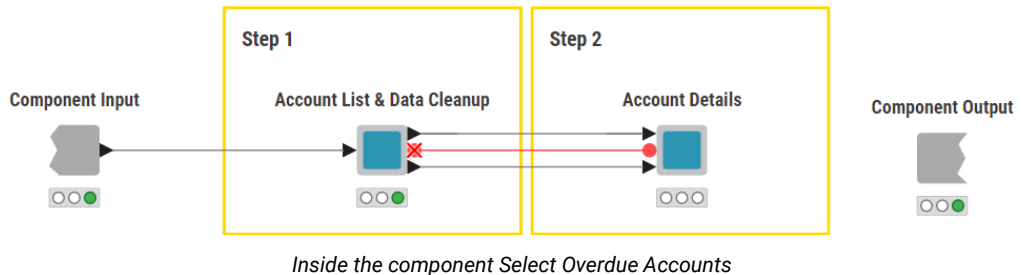 Step 1
Step 2
Component Input
Account List & Data Cleanup
Account Details
Component Output
Inside the component Select Overdue Accounts